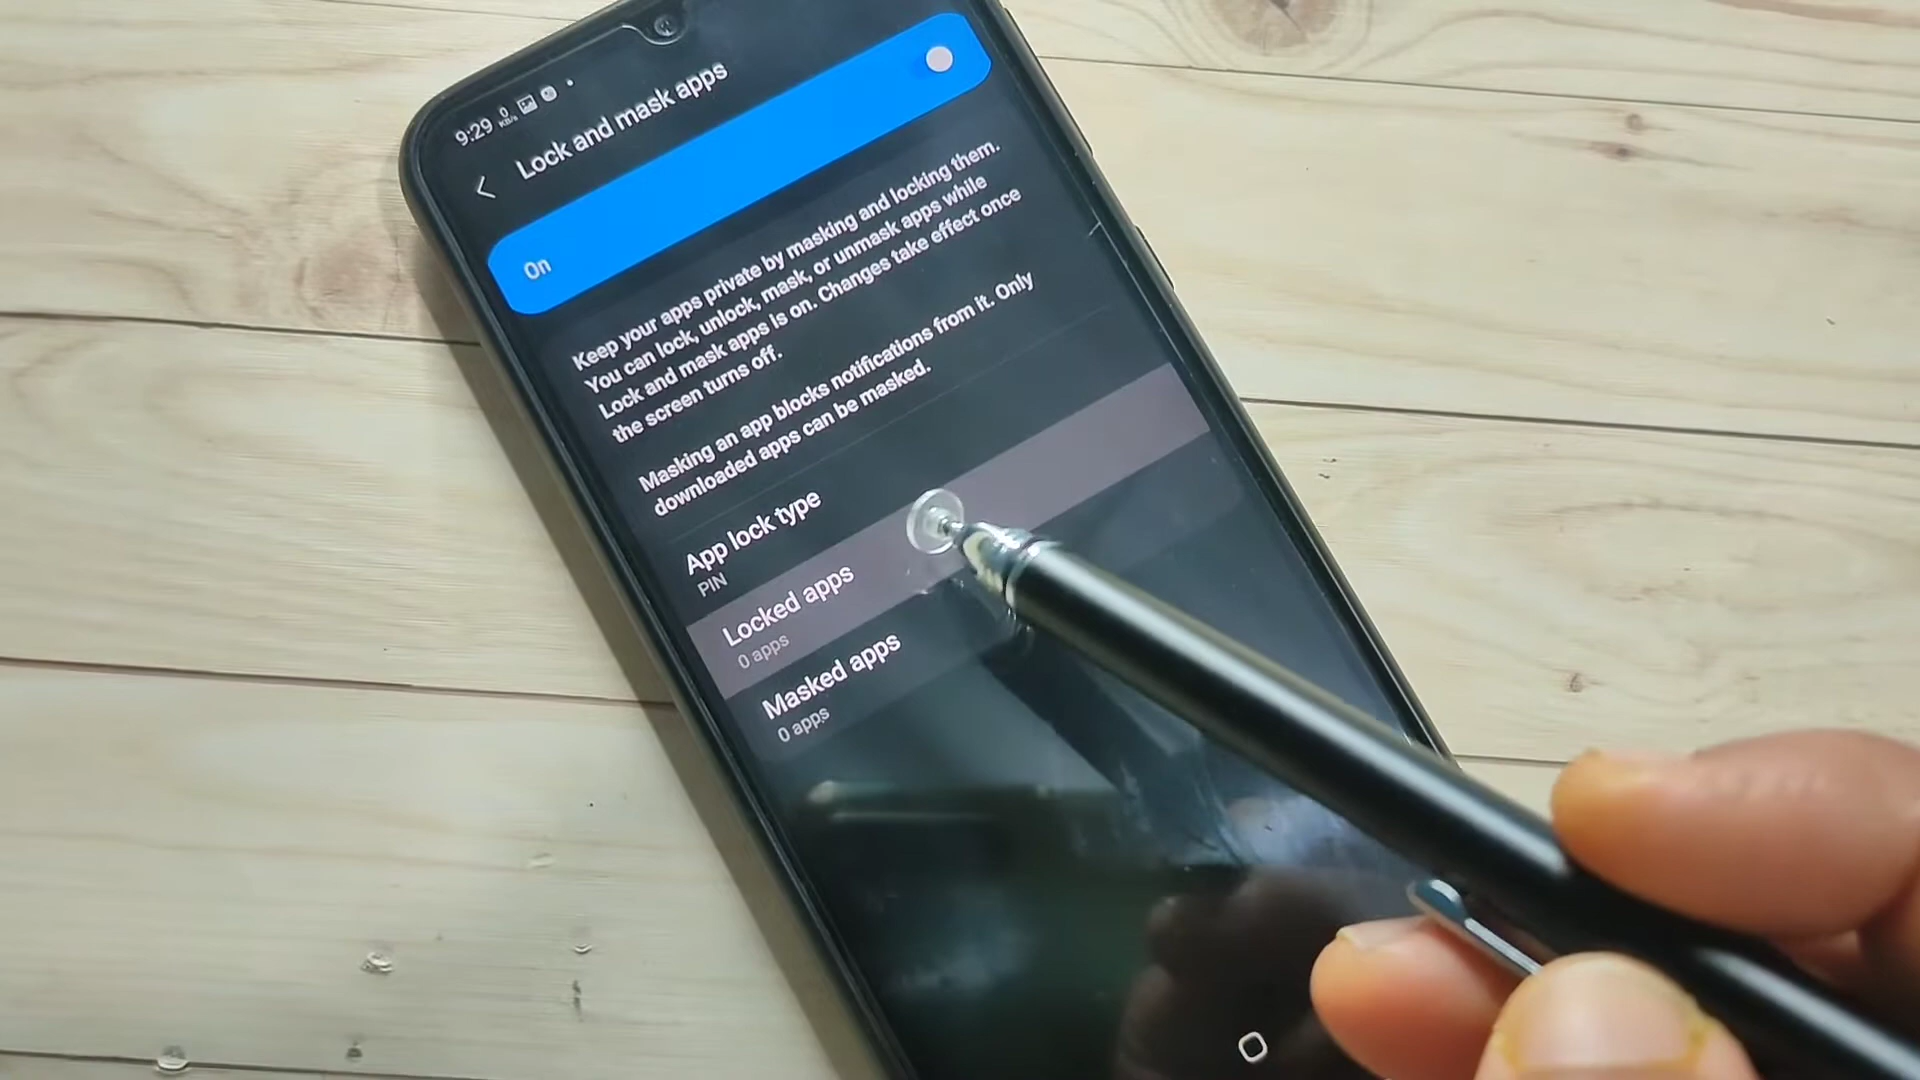 9:29 0 KB/s
Lock and mask apps
On
Keep your apps private by masking and locking them.
You can lock, unlock, mask, or unmask apps while
Lock and mask apps is on. Changes take effect once
the screen turns off.
Masking an app blocks notifications from it. Only
downloaded apps can be masked.
App lock type
PIN
Locked apps
0 apps
Masked apps
0 apps